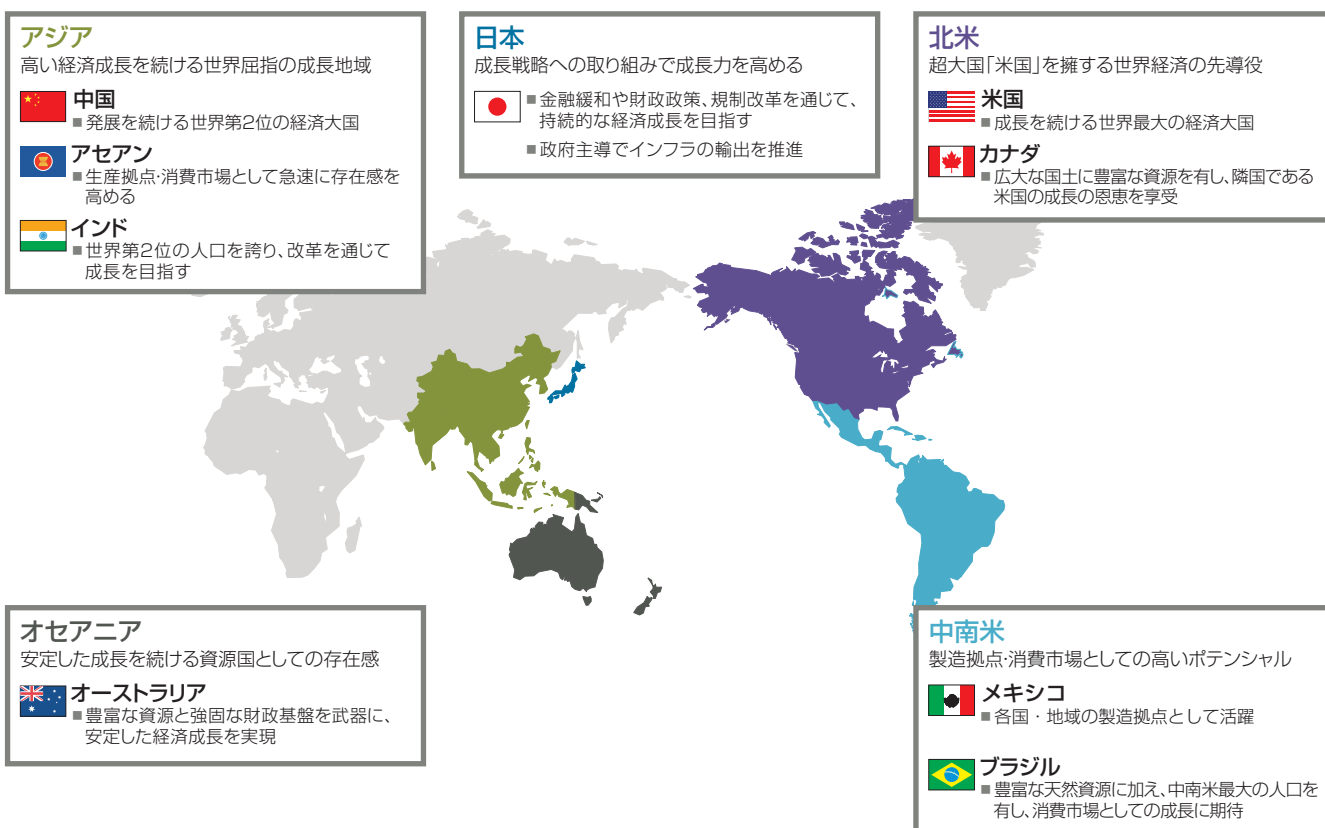 アジア
高い経済成長を続ける世界屈指の成長地域
中国
■発展を続ける世界第2位の経済大国
アセアン
■生産拠点・消費市場として急速に存在感を
高める
インド
■世界第2位の人口を誇り、改革を通じて
成長を目指す
日本
成長戦略への取り組みで成長力を高める
■金融緩和や財政政策、規制改革を通じて、
持続的な経済成長を目指す
■政府主導でインフラの輸出を推進
北米
超大国「米国」を擁する世界経済の先導役
米国
■成長を続ける世界最大の経済大国
カナダ
■広大な国土に豊富な資源を有し、隣国である
米国の成長の恩恵を享受
オセアニア
安定した成長を続ける資源国としての存在感
オーストラリア
■豊富な資源と強固な財政基盤を武器に、
安定した経済成長を実現
中南米
製造拠点・消費市場としての高いポテンシャル
メキシコ
■各国・地域の製造拠点として活躍
ブラジル
■豊富な天然資源に加え、中南米最大の人口を
有し、消費市場としての成長に期待